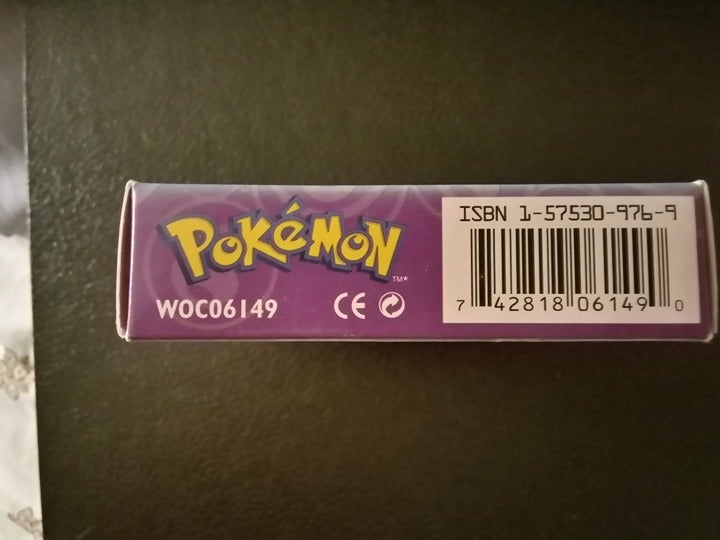 POKéMON
TM*
WOC06149
CE
ISBN 1-57530-976-9
7 42818 06149 0